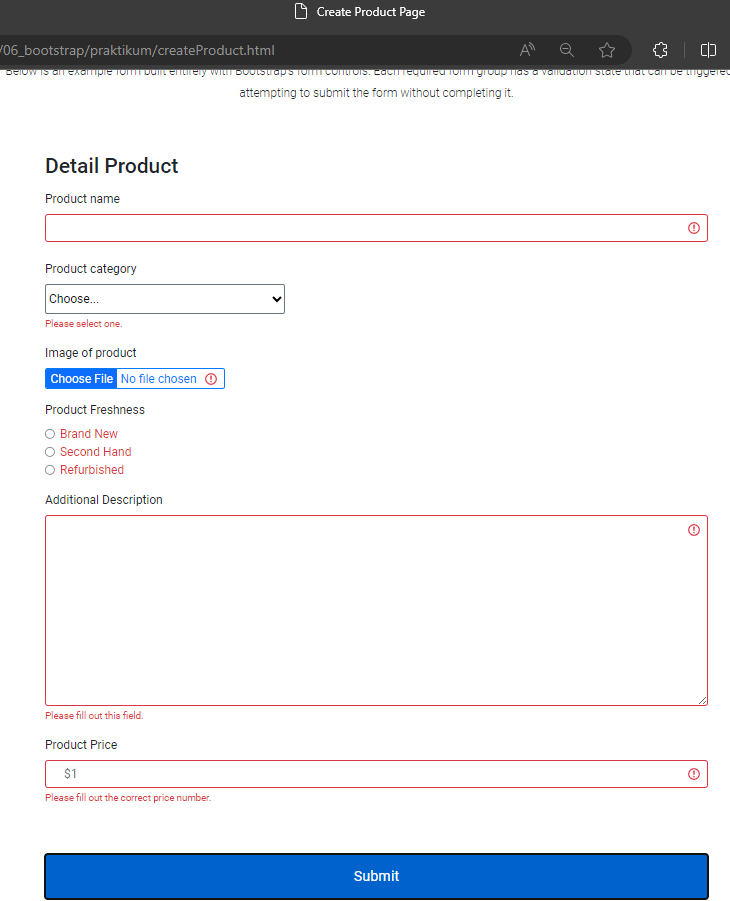 Create Product Page
/06_bootstrap/praktikum/createProduct.html
Below is an example form built entirely with Bootstrap's form controls. Each required form group has a validation state that can be triggered
attempting to submit the form without completing it.
Detail Product
Product name
Product category
Choose...
Please select one.
Image of product
Choose File No file chosen
Product Freshness
Brand New
Second Hand
Refurbished
Additional Description
Please fill out this field.
Product Price
$1
Please fill out the correct price number.
Submit